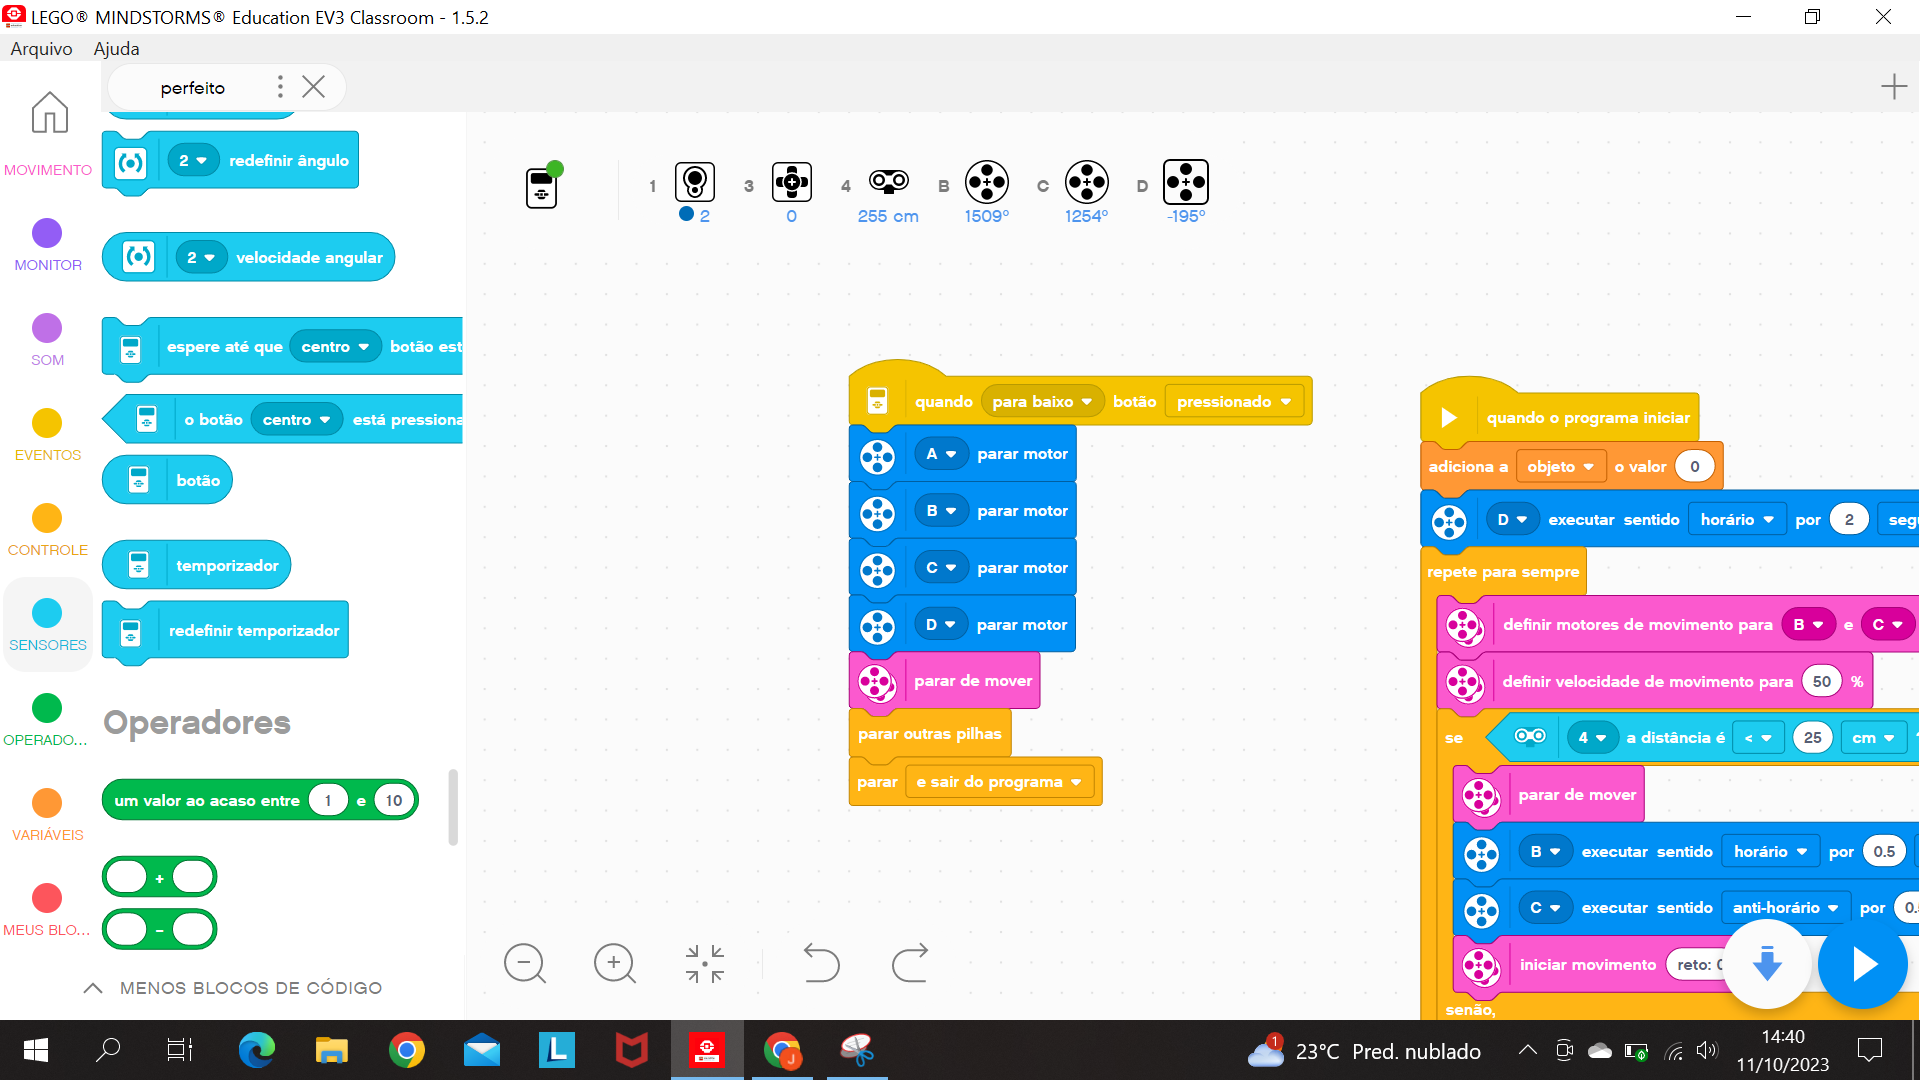 LEGO® MINDSTORMS® Education EV3 Classroom - 1.5.2
Arquivo Ajuda
perfeito
MOVIMENTO
MONITOR
SOM
EVENTOS
CONTROLE
SENSORES
OPERADO...
VARIÁVEIS
MEUS BLO...
2 redefinir ângulo
2 velocidade angular
espere até que centro botão est
o botão centro está pressiona
botão
temporizador
redefinir temporizador
Operadores
um valor ao acaso entre 1 e 10
+
-
MENOS BLOCOS DE CÓDIGO
1 3 4 B C D
2 0 255 cm 1509° 1254° -195°
quando para baixo botão pressionado
A parar motor
B parar motor
C parar motor
D parar motor
parar de mover
parar outras pilhas
parar e sair do programa
quando o programa iniciar
adiciona a objeto o valor 0
D executar sentido horário por 2 seg
repete para sempre
definir motores de movimento para B e C
definir velocidade de movimento para 50 %
se 4 a distância é < 25 cm
parar de mover
B executar sentido horário por 0.5
C executar sentido anti-horário por 0.
iniciar movimento reto: 0
senão,
L
J
1
23°C Pred. nublado
14:40
11/10/2023